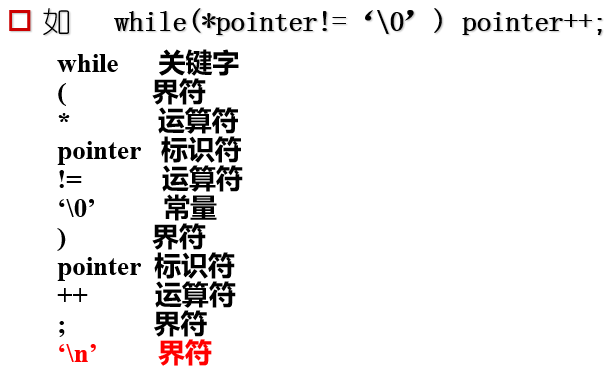 如 while(*pointer!=‘\0’) pointer++;
while 关键字
( 界符
* 运算符
pointer 标识符
!= 运算符
‘\0’ 常量
) 界符
pointer 标识符
++ 运算符
; 界符
‘\n’ 界符